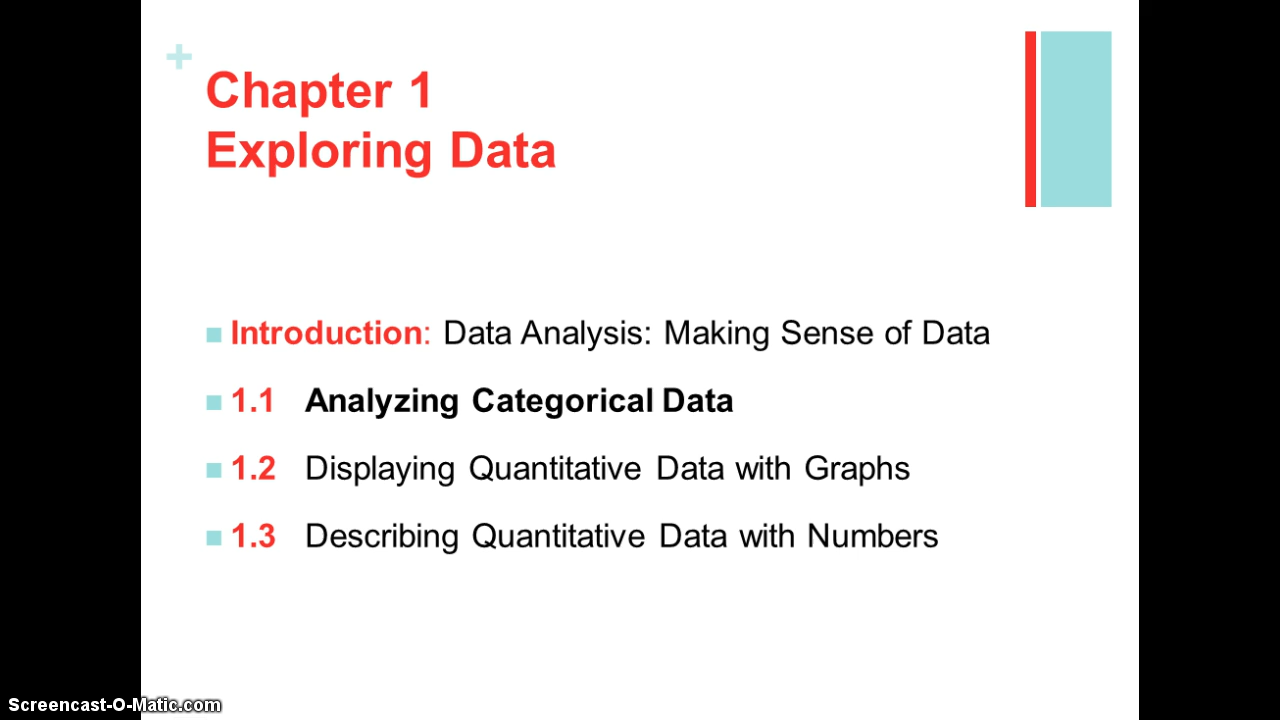 +
Chapter 1
Exploring Data
Introduction: Data Analysis: Making Sense of Data
1.1 Analyzing Categorical Data
1.2 Displaying Quantitative Data with Graphs
1.3 Describing Quantitative Data with Numbers
Screencast-O-Matic.com